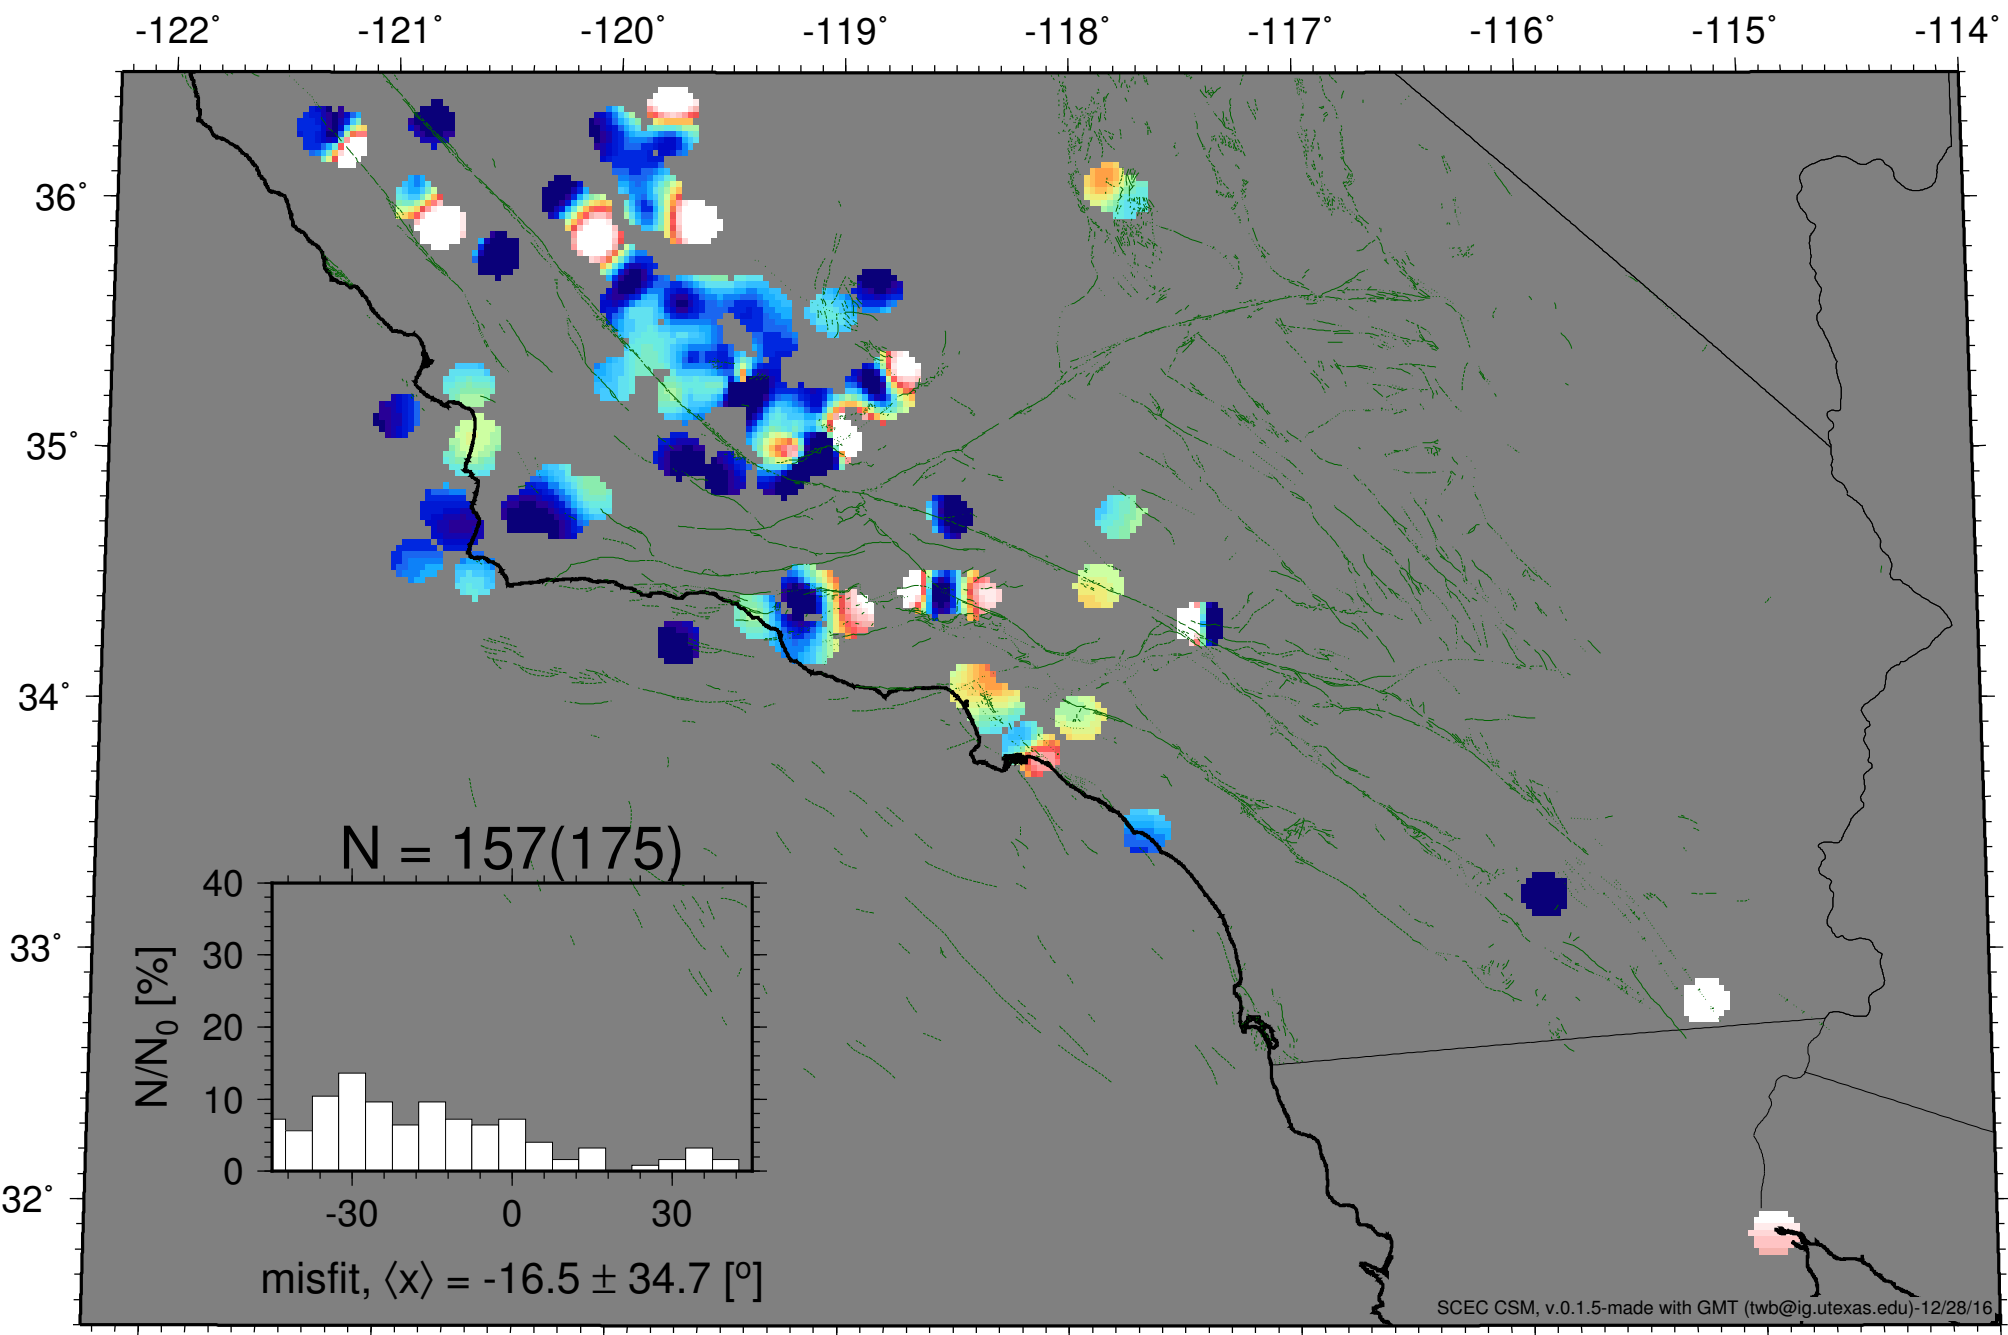 -122° -121° -120° -119° -118° -117° -116° -115° -114°
36°
35°
34°
33°
32°
N = 157(175)
40
30
20
10
0
N/N0 [%]
-30 0 30
misfit, ⟨x⟩ = -16.5 ± 34.7 [°]
SCEC CSM, v.0.1.5-made with GMT (twb@ig.utexas.edu)-12/28/16